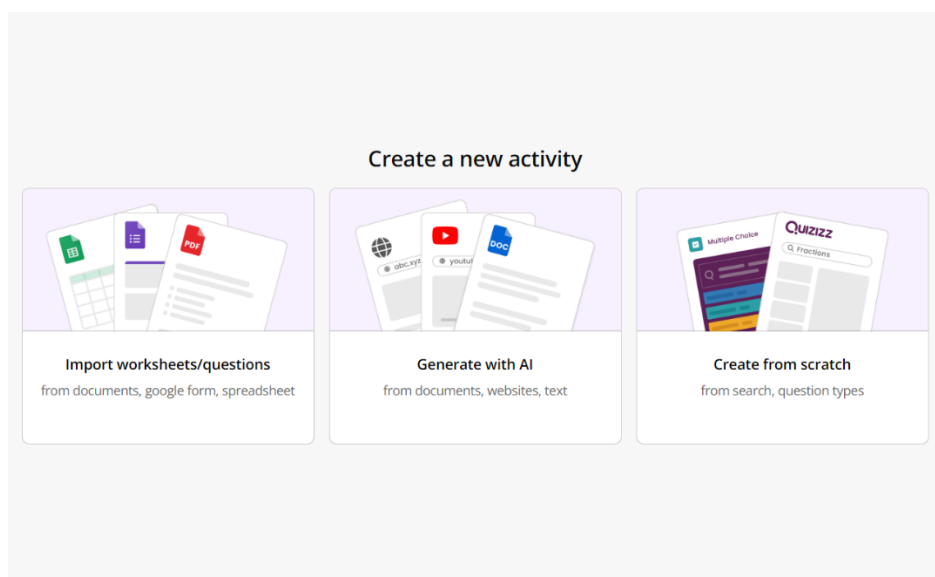 Create a new activity
PDF
abc.xyz
DOC
Multiple Choice
QUIZIZZ
Fractions
Import worksheets/questions
from documents, google form, spreadsheet
Generate with AI
from documents, websites, text
Create from scratch
from search, question types